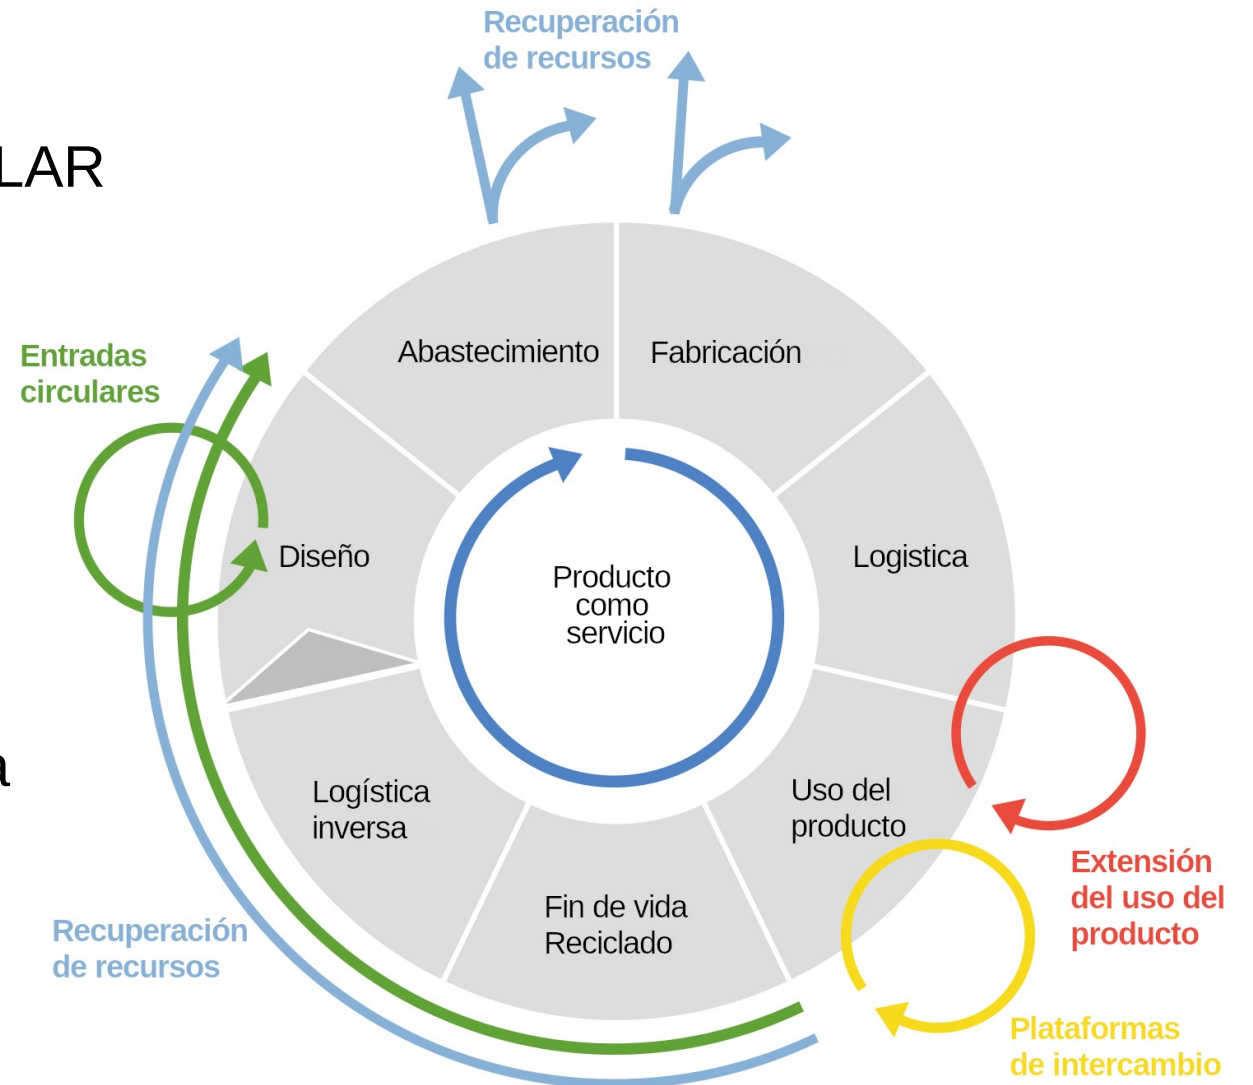 Recuperación
de recursos
LAR
Entradas
circulares
Abastecimiento
Fabricación
Diseño
Logistica
Producto
como
servicio
a
Logística
inversa
Uso del
producto
Extensión
del uso del
producto
Fin de vida
Reciclado
Recuperación
de recursos
Plataformas
de intercambio